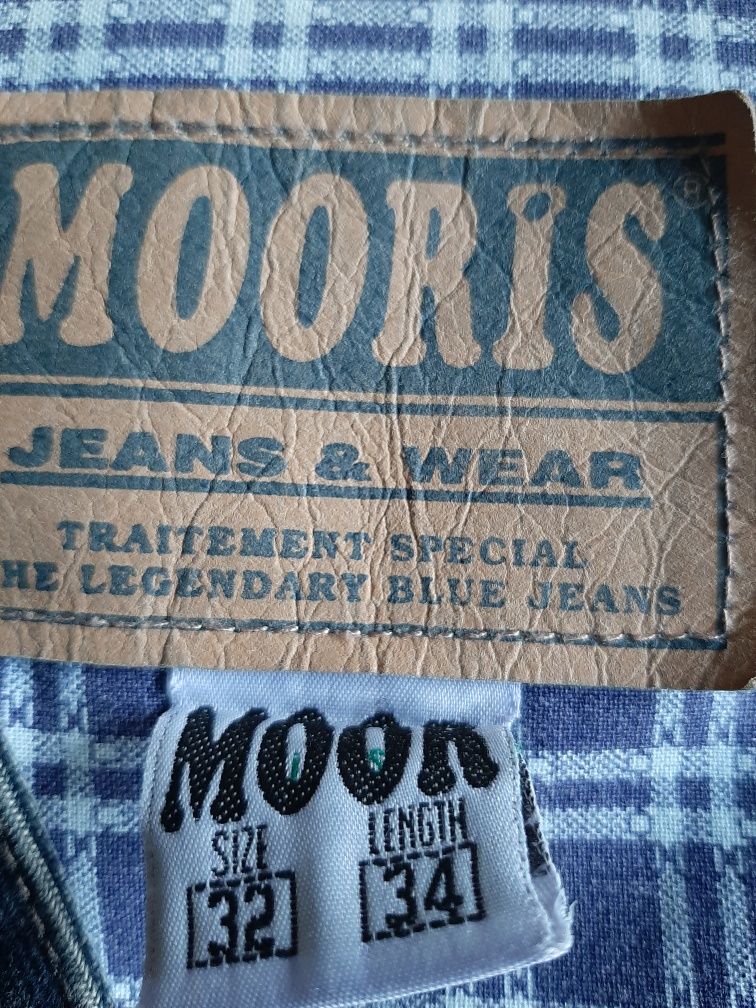 MOORiS ®
JEANS & WEAR
TRAITEMENT SPECIAL
HE LEGENDARY BLUE JEANS
MOOR
SIZE LENGTH
32 34